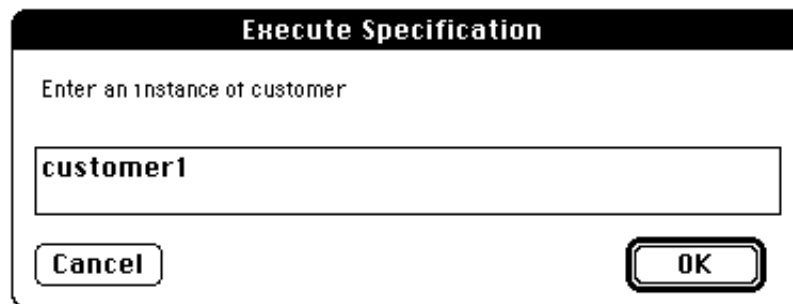 Execute Specification
Enter an instance of customer
customer1
Cancel OK